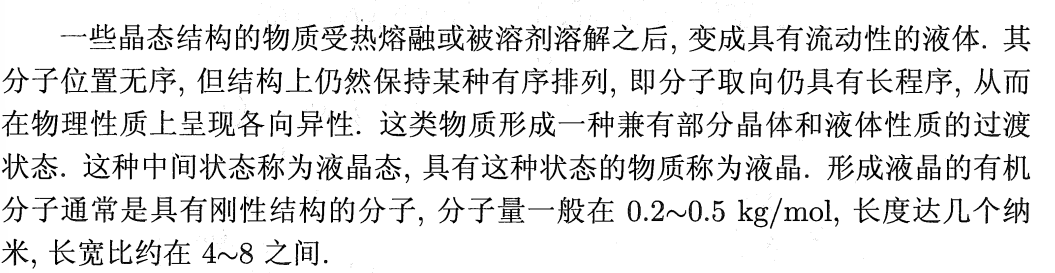 一些晶态结构的物质受热熔融或被溶剂溶解之后, 变成具有流动性的液体. 其
分子位置无序, 但结构上仍然保持某种有序排列, 即分子取向仍具有长程序, 从而
在物理性质上呈现各向异性. 这类物质形成一种兼有部分晶体和液体性质的过渡
状态. 这种中间状态称为液晶态, 具有这种状态的物质称为液晶. 形成液晶的有机
分子通常是具有刚性结构的分子, 分子量一般在 0.2~0.5 kg/mol, 长度达几个纳
米, 长宽比约在 4~8 之间.